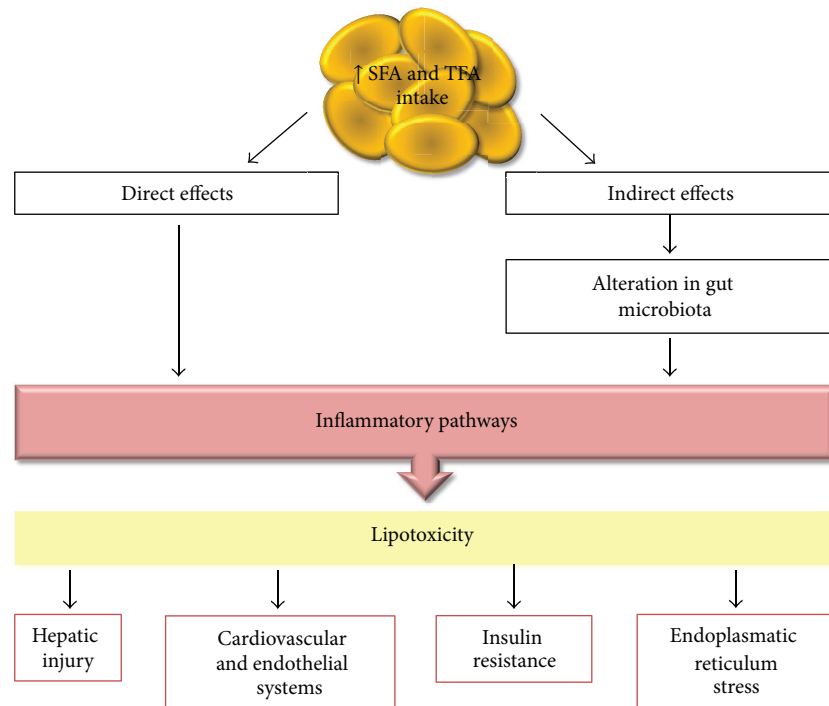 ↑ SFA and TFA
intake
Direct effects
Indirect effects
Alteration in gut
microbiota
Inflammatory pathways
Lipotoxicity
Hepatic
injury
Cardiovascular
and endothelial
systems
Insulin
resistance
Endoplasmatic
reticulum
stress